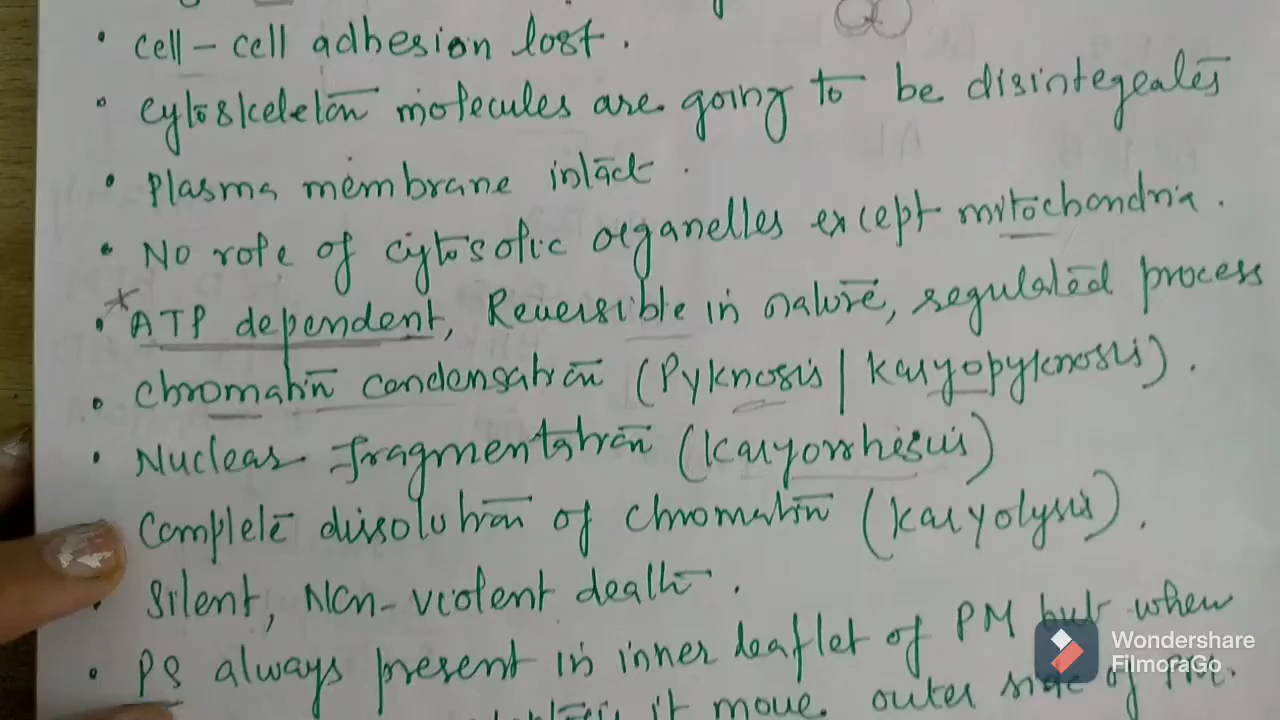 • cell-cell adhesion lost.
• Cytoskeleton molecules are going to be disintegrates
• Plasma membrane intact.
• No role of cytosolic organelles except mitochondria.
• *ATP dependent, Reversible in nature, regulated process
• Chromatin condensation (Pyknosis | karyopyknosis).
• Nuclear fragmentation (Karyorrhesis)
Complete dissolution of chromatin (karyolysis).
• Silent, Non-violent death.
• PS always present in inner leaflet of PM but when
it move outer side of PM.
Wondershare
FilmoraGo